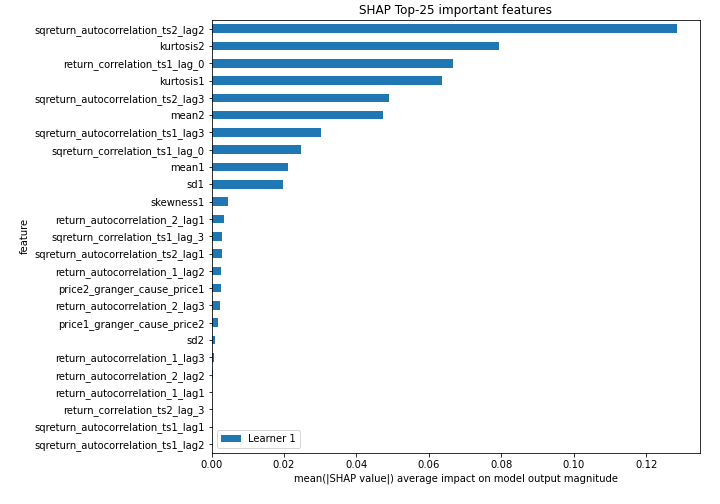 SHAP Top-25 important features
sqreturn_autocorrelation_ts2_lag2
kurtosis2
return_correlation_ts1_lag_0
kurtosis1
sqreturn_autocorrelation_ts2_lag3
mean2
sqreturn_autocorrelation_ts1_lag3
sqreturn_correlation_ts1_lag_0
mean1
sd1
skewness1
return_autocorrelation_2_lag1
sqreturn_correlation_ts1_lag_3
sqreturn_autocorrelation_ts2_lag1
return_autocorrelation_1_lag2
price2_granger_cause_price1
return_autocorrelation_2_lag3
price1_granger_cause_price2
sd2
return_autocorrelation_1_lag3
return_autocorrelation_2_lag2
return_autocorrelation_1_lag1
return_correlation_ts2_lag_3
sqreturn_autocorrelation_ts1_lag1
sqreturn_autocorrelation_ts1_lag2
feature
Learner 1
0.00 0.02 0.04 0.06 0.08 0.10 0.12
mean(|SHAP value|) average impact on model output magnitude